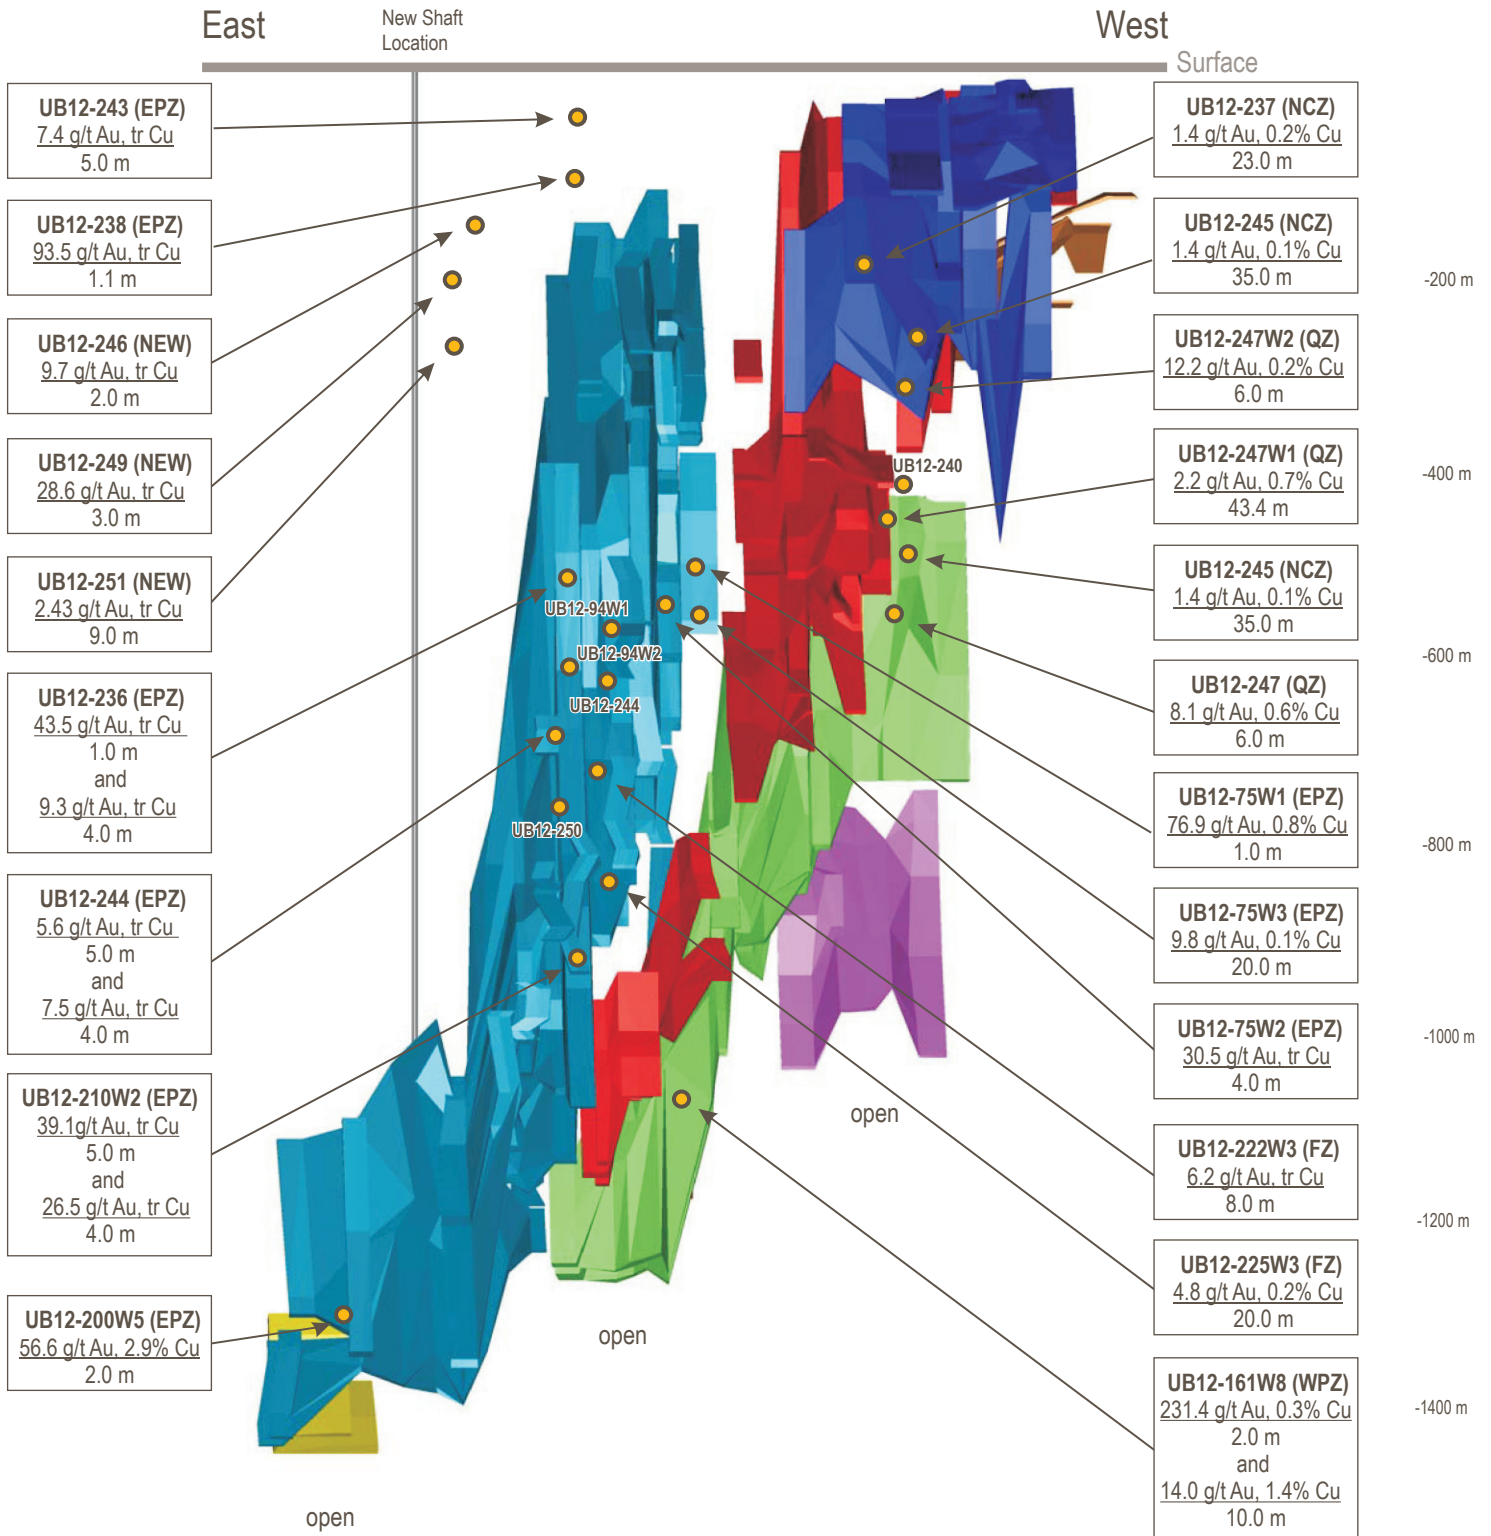 East
New Shaft
Location
West
Surface
UB12-243 (EPZ)
7.4 g/t Au, tr Cu
5.0 m
UB12-238 (EPZ)
93.5 g/t Au, tr Cu
1.1 m
UB12-246 (NEW)
9.7 g/t Au, tr Cu
2.0 m
UB12-249 (NEW)
28.6 g/t Au, tr Cu
3.0 m
UB12-251 (NEW)
2.43 g/t Au, tr Cu
9.0 m
UB12-236 (EPZ)
43.5 g/t Au, tr Cu
1.0 m
and
9.3 g/t Au, tr Cu
4.0 m
UB12-244 (EPZ)
5.6 g/t Au, tr Cu
5.0 m
and
7.5 g/t Au, tr Cu
4.0 m
UB12-210W2 (EPZ)
39.1g/t Au, tr Cu
5.0 m
and
26.5 g/t Au, tr Cu
4.0 m
UB12-200W5 (EPZ)
56.6 g/t Au, 2.9% Cu
2.0 m
UB12-240
UB12-94W1
UB12-94W2
UB12-244
UB12-250
open
open
open
UB12-237 (NCZ)
1.4 g/t Au, 0.2% Cu
23.0 m
UB12-245 (NCZ)
1.4 g/t Au, 0.1% Cu
35.0 m
UB12-247W2 (QZ)
12.2 g/t Au, 0.2% Cu
6.0 m
UB12-247W1 (QZ)
2.2 g/t Au, 0.7% Cu
43.4 m
UB12-245 (NCZ)
1.4 g/t Au, 0.1% Cu
35.0 m
UB12-247 (QZ)
8.1 g/t Au, 0.6% Cu
6.0 m
UB12-75W1 (EPZ)
76.9 g/t Au, 0.8% Cu
1.0 m
UB12-75W3 (EPZ)
9.8 g/t Au, 0.1% Cu
20.0 m
UB12-75W2 (EPZ)
30.5 g/t Au, tr Cu
4.0 m
UB12-222W3 (FZ)
6.2 g/t Au, tr Cu
8.0 m
UB12-225W3 (FZ)
4.8 g/t Au, 0.2% Cu
20.0 m
UB12-161W8 (WPZ)
231.4 g/t Au, 0.3% Cu
2.0 m
and
14.0 g/t Au, 1.4% Cu
10.0 m
-200 m
-400 m
-600 m
-800 m
-1000 m
-1200 m
-1400 m